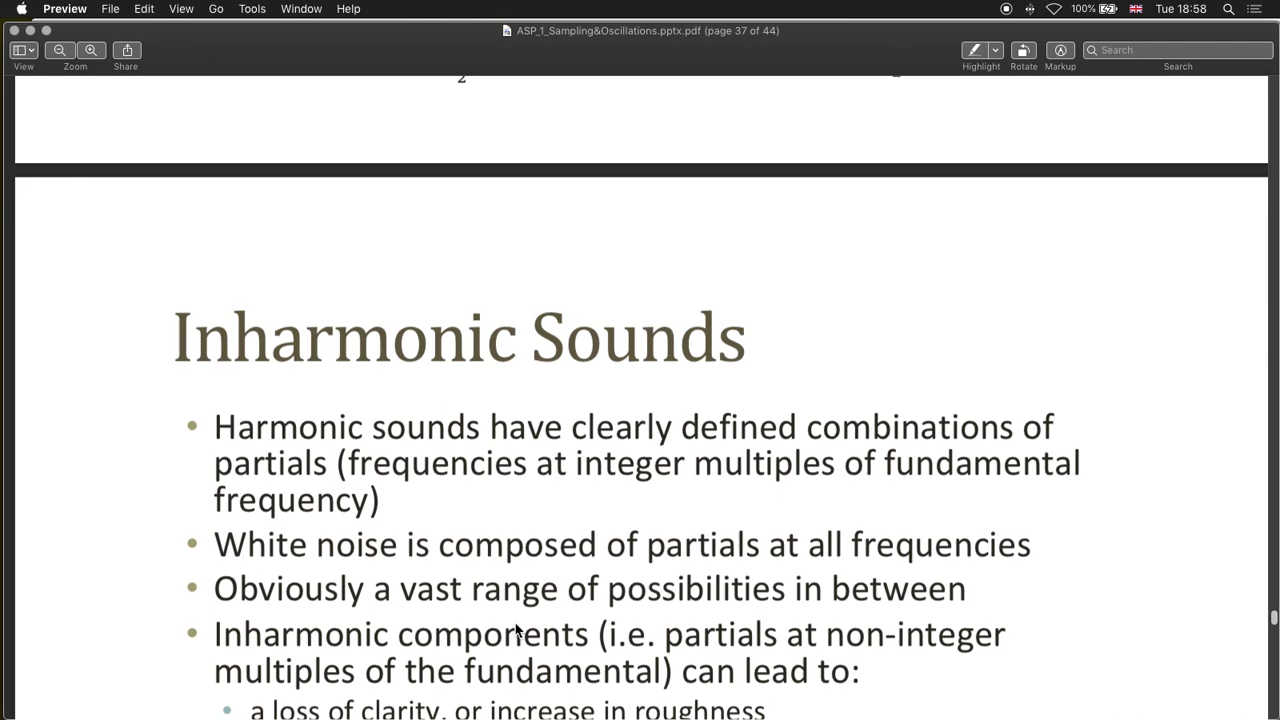 Preview File Edit View Go Tools Window Help 100% Tue 18:58
ASP_1_Sampling&Oscillations.pptx.pdf (page 37 of 44)
Search
View Zoom Share Highlight Rotate Markup Search
2
Inharmonic Sounds
• Harmonic sounds have clearly defined combinations of
partials (frequencies at integer multiples of fundamental
frequency)
• White noise is composed of partials at all frequencies
• Obviously a vast range of possibilities in between
• Inharmonic components (i.e. partials at non-integer
multiples of the fundamental) can lead to:
• a loss of clarity, or increase in roughness